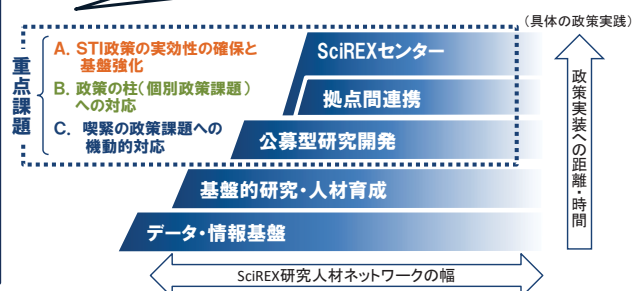 (具体の政策実践)
重点課題
A. STI政策の実効性の確保と
基盤強化
B. 政策の柱(個別政策課題)
への対応
C. 喫緊の政策課題への
機動的対応
SciREXセンター
拠点間連携
公募型研究開発
基盤的研究・人材育成
データ・情報基盤
政策実装への距離・時間
SciREX研究人材ネットワークの幅